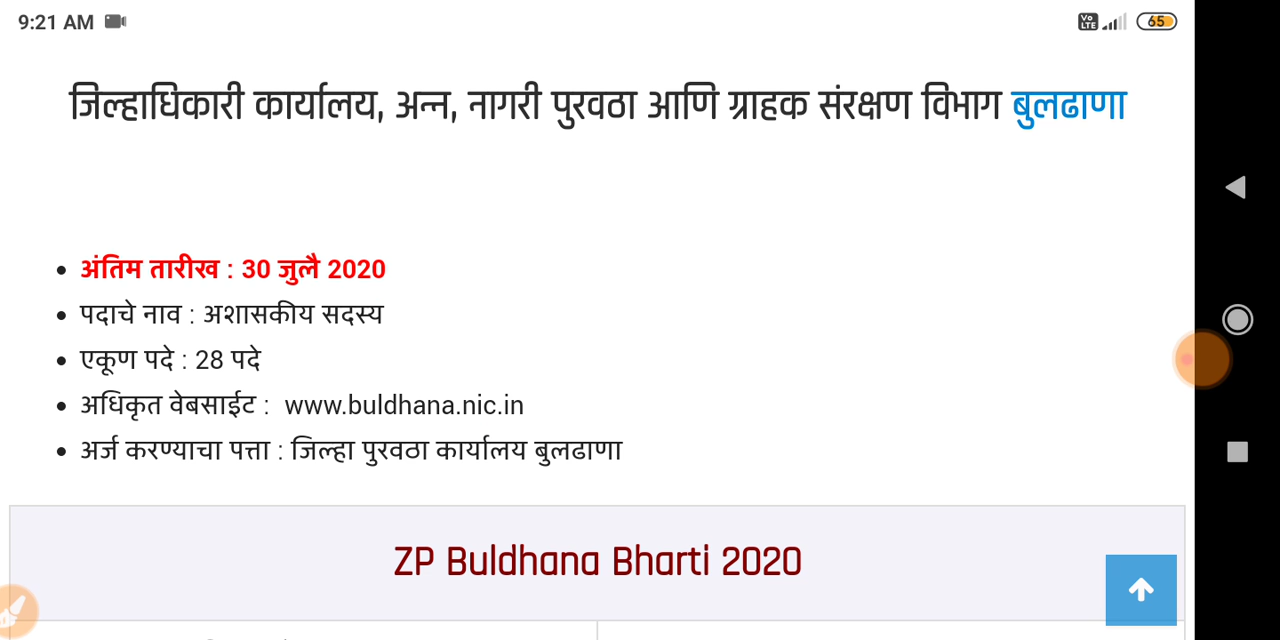 9:21 AM
Vo LTE
65
जिल्हाधिकारी कार्यालय, अन्न, नागरी पुरवठा आणि ग्राहक संरक्षण विभाग बुलढाणा
अंतिम तारीख : 30 जुलै 2020
पदाचे नाव : अशासकीय सदस्य
एकूण पदे : 28 पदे
अधिकृत वेबसाईट : www.buldhana.nic.in
अर्ज करण्याचा पत्ता : जिल्हा पुरवठा कार्यालय बुलढाणा
ZP Buldhana Bharti 2020